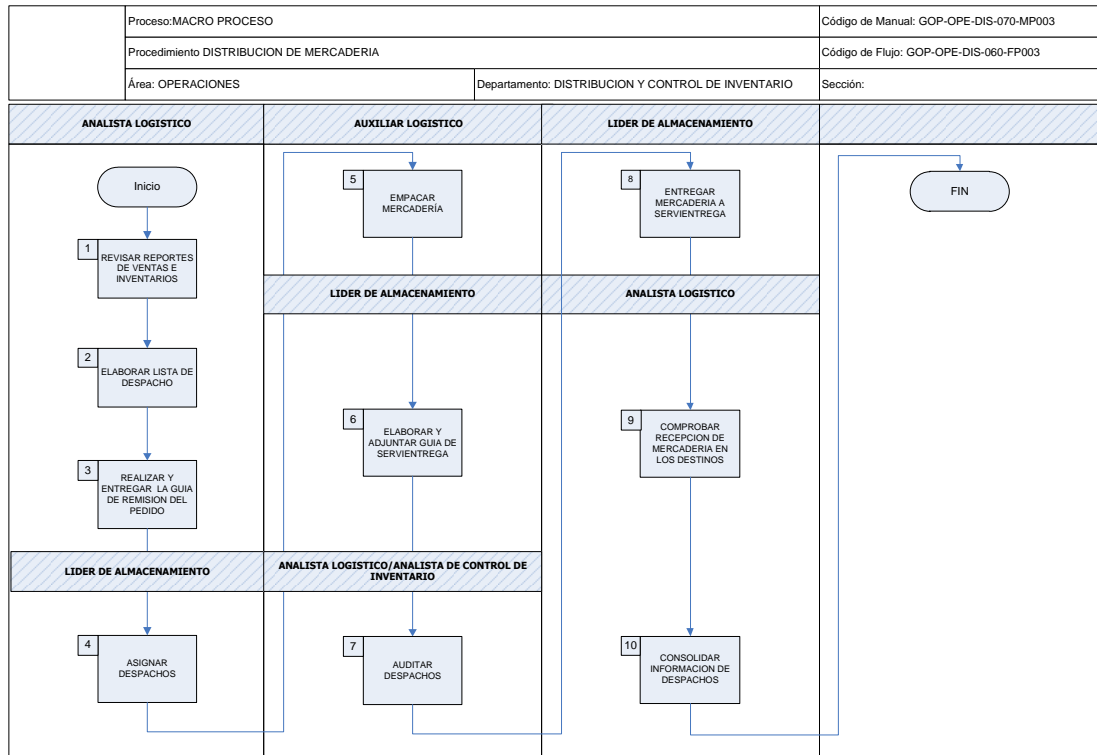 Proceso:MACRO PROCESO
Código de Manual: GOP-OPE-DIS-070-MP003
Procedimiento DISTRIBUCION DE MERCADERIA
Código de Flujo: GOP-OPE-DIS-060-FP003
Área: OPERACIONES
Departamento: DISTRIBUCION Y CONTROL DE INVENTARIO
Sección:
ANALISTA LOGISTICO
Inicio
1
REVISAR REPORTES
DE VENTAS E
INVENTARIOS
2
ELABORAR LISTA DE
DESPACHO
3
REALIZAR Y
ENTREGAR LA GUIA
DE REMISION DEL
PEDIDO
LIDER DE ALMACENAMIENTO
4
ASIGNAR
DESPACHOS
AUXILIAR LOGISTICO
5
EMPACAR
MERCADERÍA
LIDER DE ALMACENAMIENTO
6
ELABORAR Y
ADJUNTAR GUIA DE
SERVIENTREGA
ANALISTA LOGISTICO/ANALISTA DE CONTROL DE
INVENTARIO
7
AUDITAR
DESPACHOS
LIDER DE ALMACENAMIENTO
8
ENTREGAR
MERCADERIA A
SERVIENTREGA
ANALISTA LOGISTICO
9
COMPROBAR
RECEPCION DE
MERCADERIA EN
LOS DESTINOS
10
CONSOLIDAR
INFORMACION DE
DESPACHOS
FIN